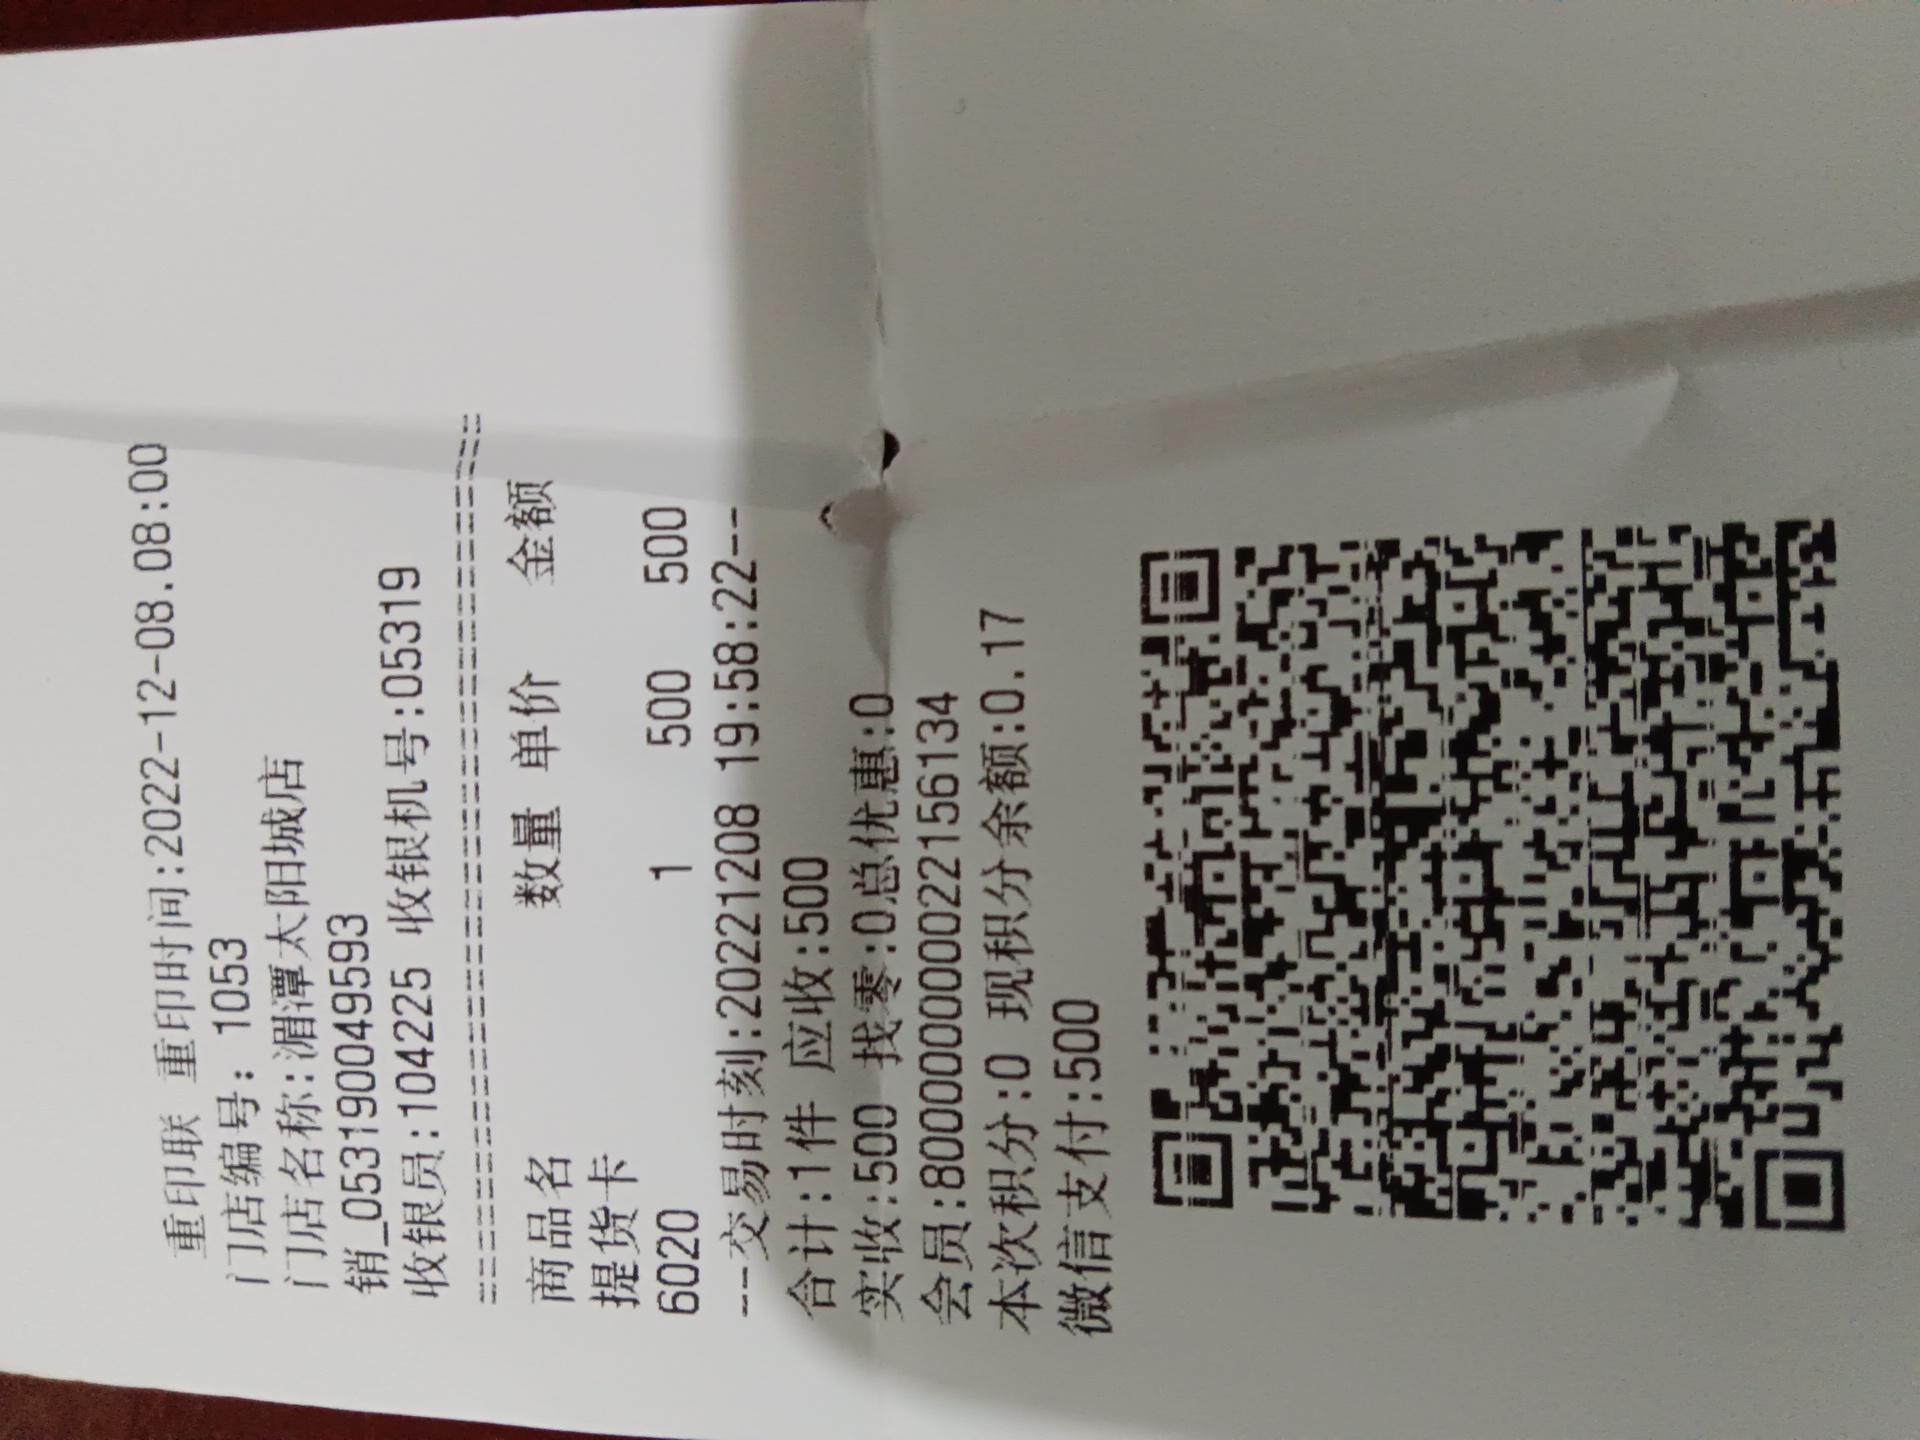 重印联 重印时间:2022-12-08.08:00
门店编号: 1053
门店名称:湄潭太阳城店
销_053190049593
收银员:104225 收银机号:05319
商品名 数量 单价 金额
提货卡
6020 1 500 500
--交易时刻:20221208 19:58:22--
合计:1件 应收:500
实收:500 找零:0总优惠:0
会员:8000000000022156134
本次积分:0 现积分余额:0.17
微信支付:500